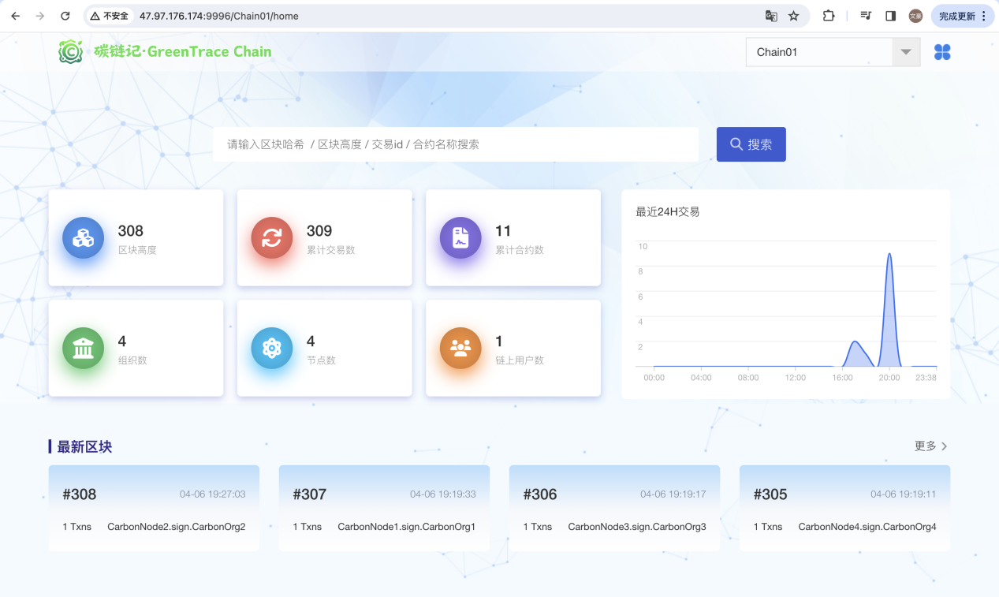 不安全 47.97.176.174:9996/Chain01/home 文豪 完成更新
碳链记·GreenTrace Chain Chain01
请输入区块哈希 / 区块高度 / 交易id / 合约名称搜索 搜索
308
区块高度
309
累计交易数
11
累计合约数
4
组织数
4
节点数
1
链上用户数
最近24H交易
10
8
6
4
2
00:00 04:00 08:00 12:00 16:00 20:00 23:38
最新区块 更多
#308 04-06 19:27:03
1 Txns CarbonNode2.sign.CarbonOrg2
#307 04-06 19:19:33
1 Txns CarbonNode1.sign.CarbonOrg1
#306 04-06 19:19:17
1 Txns CarbonNode3.sign.CarbonOrg3
#305 04-06 19:19:11
1 Txns CarbonNode4.sign.CarbonOrg4